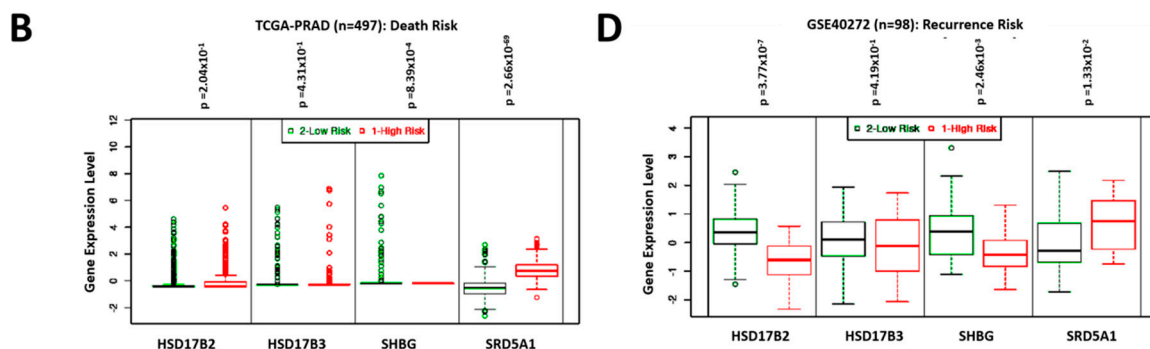 B
TCGA-PRAD (n=497): Death Risk
p =2.04x10-1
p =4.31x10-1
p =8.39x10-4
p =2.66x10-69
2-Low Risk 1-High Risk
Gene Expression Level
12
10
8
6
4
2
0
-2
HSD17B2 HSD17B3 SHBG SRD5A1
D
GSE40272 (n=98): Recurrence Risk
p =3.77x10-7
p =4.19x10-1
p =2.46x10-3
p =1.33x10-2
2-Low Risk 1-High Risk
Gene Expression Level
4
3
2
1
0
-1
-2
HSD17B2 HSD17B3 SHBG SRD5A1